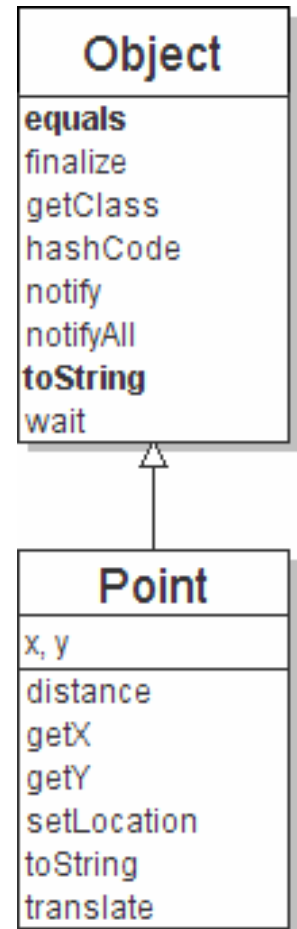 Object
equals
finalize
getClass
hashCode
notify
notifyAll
toString
wait
Point
x, y
distance
getX
getY
setLocation
toString
translate